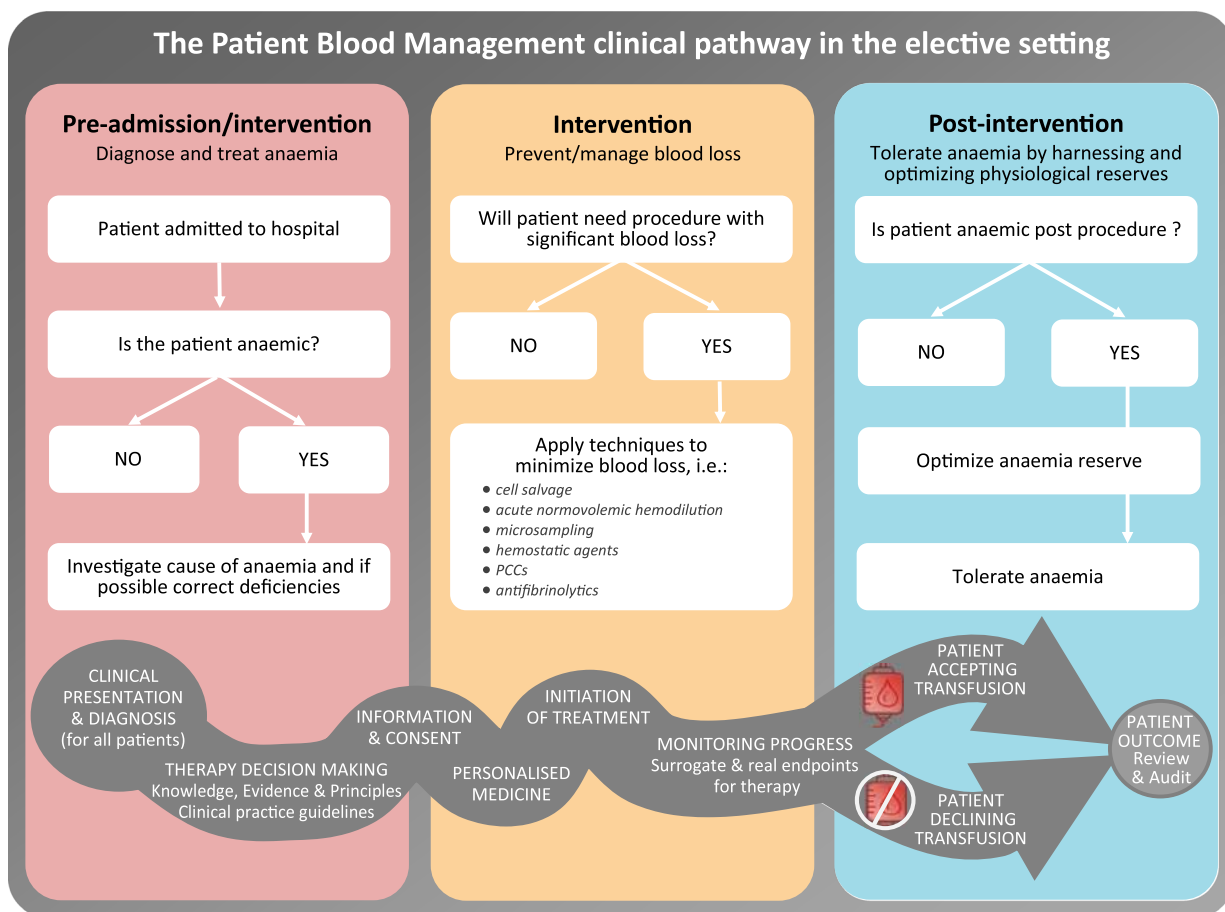 The Patient Blood Management clinical pathway in the elective setting
Pre-admission/intervention
Diagnose and treat anaemia
Patient admitted to hospital
Is the patient anaemic?
NO
YES
Investigate cause of anaemia and if
possible correct deficiencies
Intervention
Prevent/manage blood loss
Will patient need procedure with
significant blood loss?
NO
YES
Apply techniques to
minimize blood loss, i.e.:
• cell salvage
• acute normovolemic hemodilution
• microsampling
• hemostatic agents
• PCCs
• antifibrinolytics
Post-intervention
Tolerate anaemia by harnessing and
optimizing physiological reserves
Is patient anaemic post procedure ?
NO
YES
Optimize anaemia reserve
Tolerate anaemia
CLINICAL
PRESENTATION
& DIAGNOSIS
(for all patients)
THERAPY DECISION MAKING
Knowledge, Evidence & Principles
Clinical practice guidelines
INFORMATION
& CONSENT
PERSONALISED
MEDICINE
INITIATION
OF TREATMENT
MONITORING PROGRESS
Surrogate & real endpoints
for therapy
PATIENT
ACCEPTING
TRANSFUSION
PATIENT
DECLINING
TRANSFUSION
PATIENT
OUTCOME
Review
& Audit